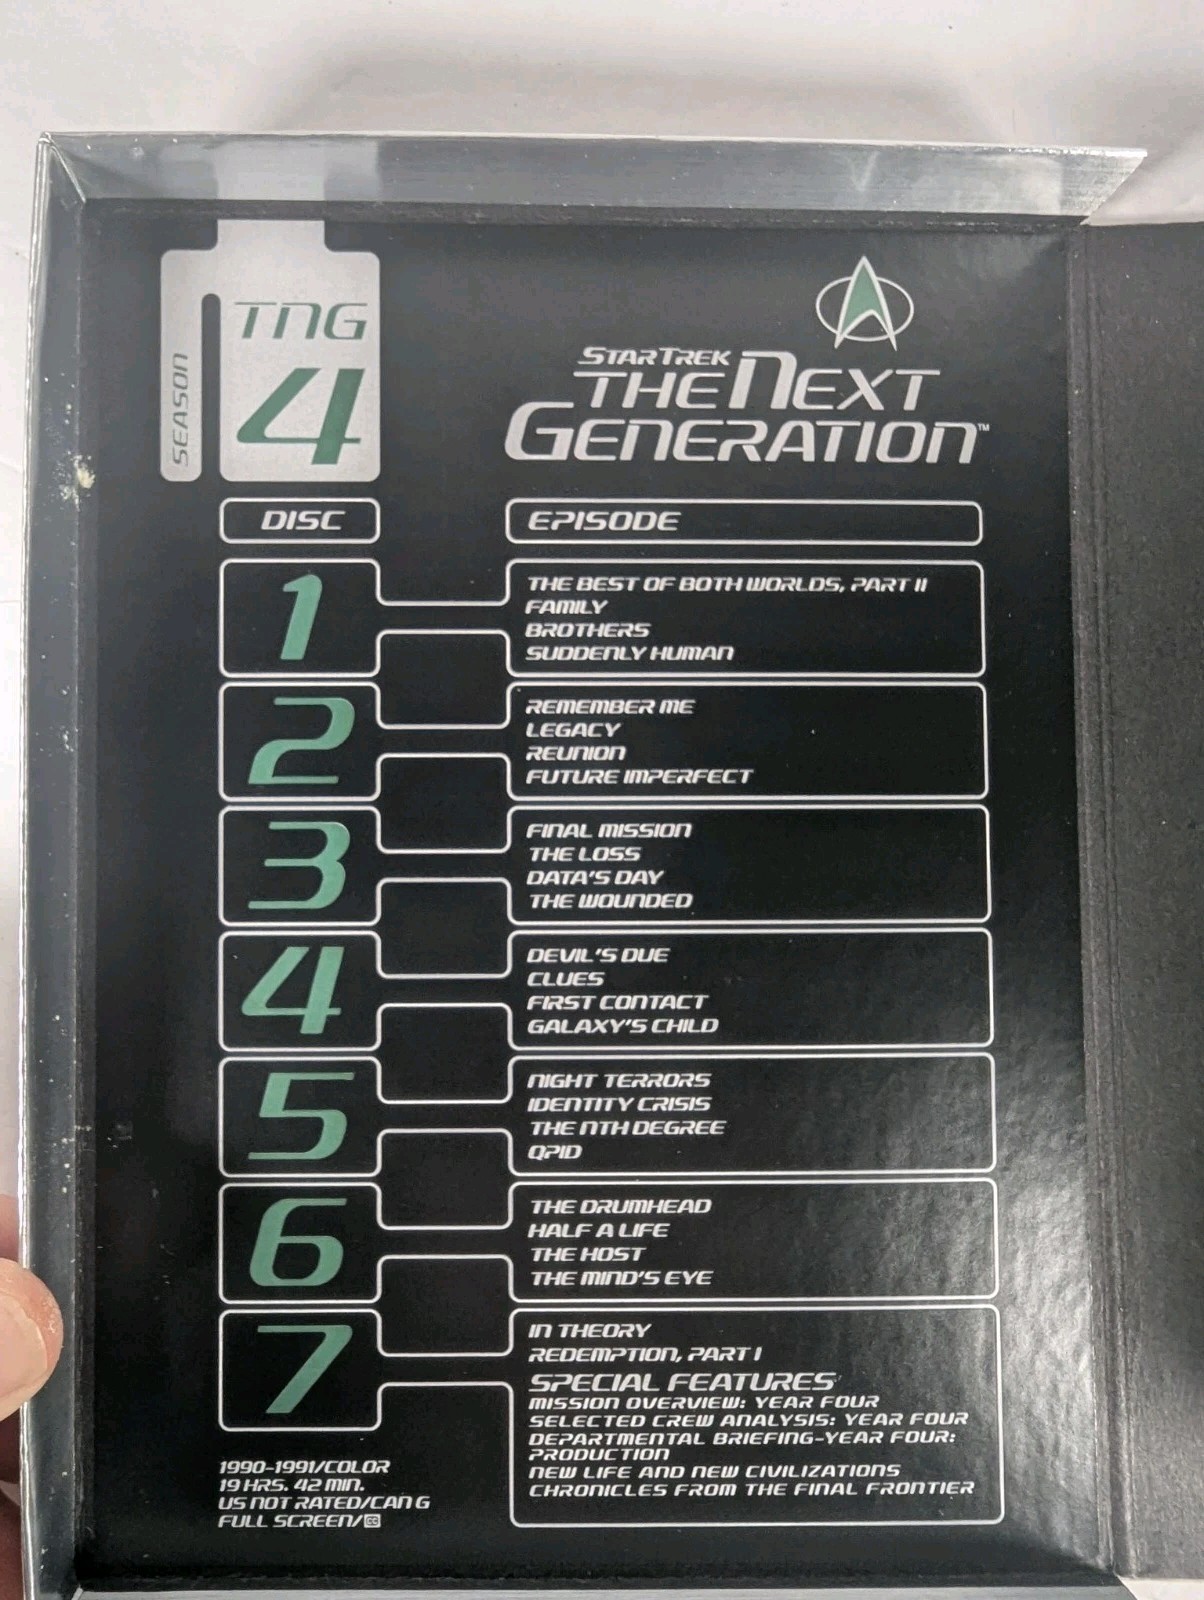 SEASON
TNG
4
STAR TREK
THE NEXT
GENERATION™
DISC
EPISODE
1
THE BEST OF BOTH WORLDS, PART II
FAMILY
BROTHERS
SUDDENLY HUMAN
2
REMEMBER ME
LEGACY
REUNION
FUTURE IMPERFECT
3
FINAL MISSION
THE LOSS
DATA'S DAY
THE WOUNDED
4
DEVIL'S DUE
CLUES
FIRST CONTACT
GALAXY'S CHILD
5
NIGHT TERRORS
IDENTITY CRISIS
THE NTH DEGREE
QPID
6
THE DRUMHEAD
HALF A LIFE
THE HOST
THE MIND'S EYE
7
IN THEORY
REDEMPTION, PART I
SPECIAL FEATURES
MISSION OVERVIEW: YEAR FOUR
SELECTED CREW ANALYSIS: YEAR FOUR
DEPARTMENTAL BRIEFING-YEAR FOUR:
PRODUCTION
NEW LIFE AND NEW CIVILIZATIONS
CHRONICLES FROM THE FINAL FRONTIER
1990-1991/COLOR
19 HRS. 42 MIN.
US NOT RATED/CAN G
FULL SCREEN/CC